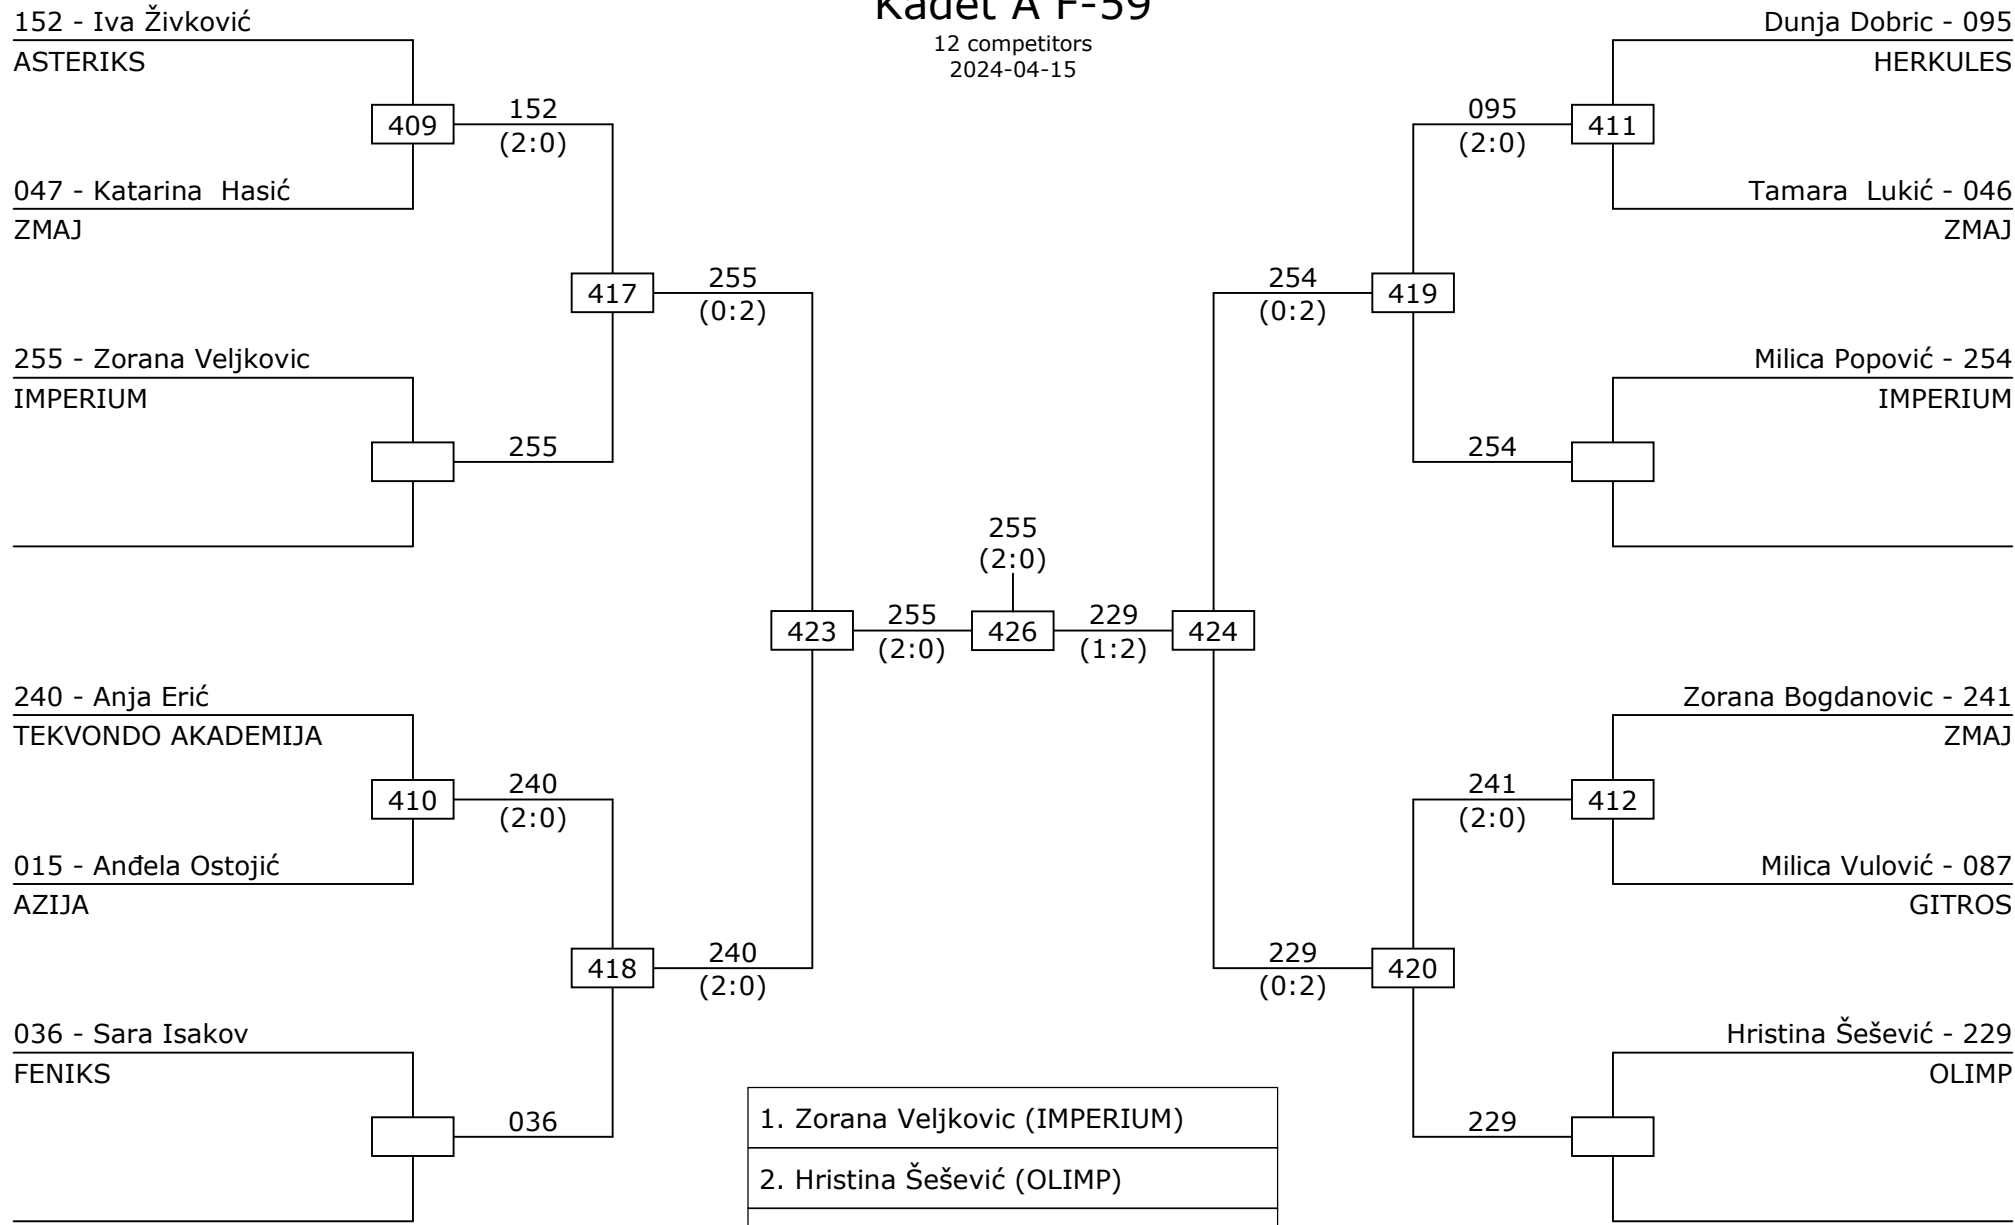 Kadet A F-59
12 competitors
2024-04-15
152 - Iva Živković
ASTERIKS
409
152
(2:0)
047 - Katarina  Hasić
ZMAJ
417
255
(0:2)
255 - Zorana Veljkovic
IMPERIUM
255
240 - Anja Erić
TEKVONDO AKADEMIJA
410
240
(2:0)
015 - Anđela Ostojić
AZIJA
418
240
(2:0)
036 - Sara Isakov
FENIKS
036
423
255
(2:0)
255
(2:0)
426
229
(1:2)
424
Dunja Dobric - 095
HERKULES
095
(2:0)
411
Tamara  Lukić - 046
ZMAJ
254
(0:2)
419
Milica Popović - 254
IMPERIUM
254
Zorana Bogdanovic - 241
ZMAJ
241
(2:0)
412
Milica Vulović - 087
GITROS
229
(0:2)
420
Hristina Šešević - 229
OLIMP
229
1. Zorana Veljkovic (IMPERIUM)
2. Hristina Šešević (OLIMP)